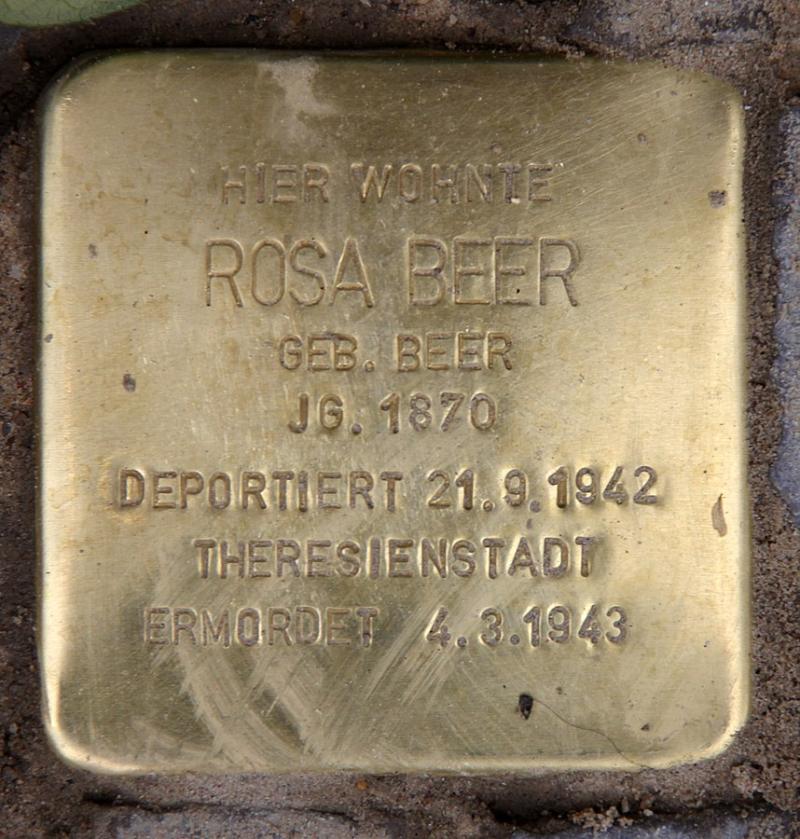 HIER WOHNTE
ROSA BEER
GEB. BEER
JG. 1870
DEPORTIERT 21.9.1942
THERESIENSTADT
ERMORDET 4.3.1943